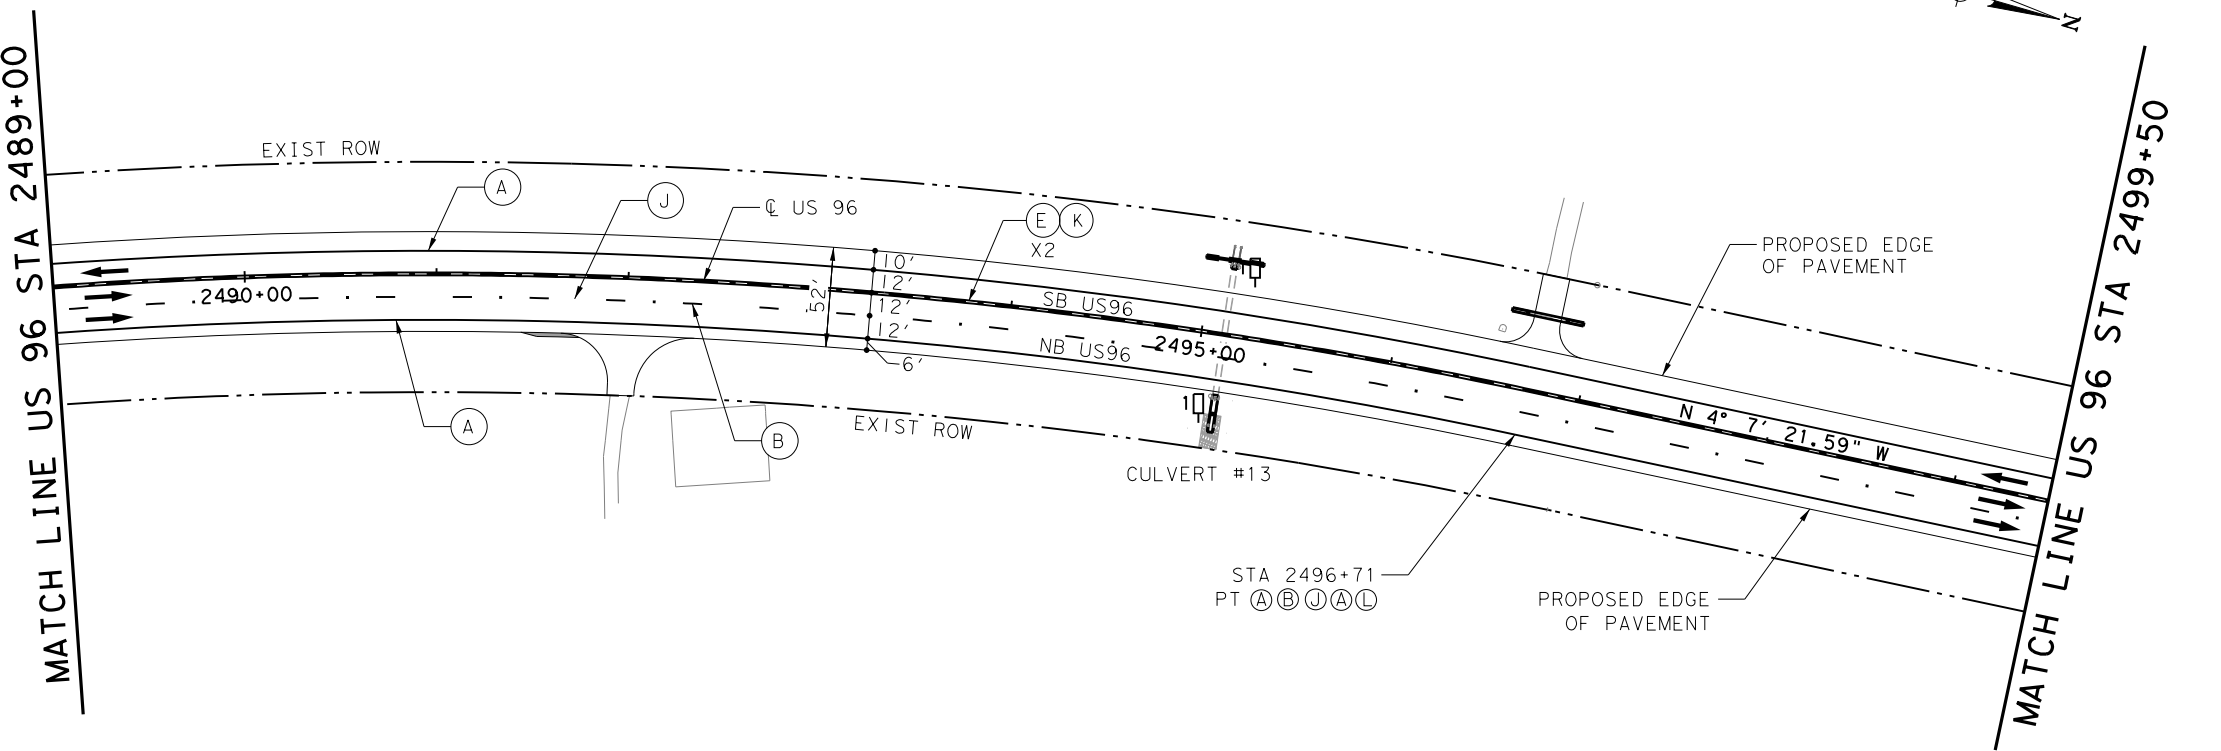 N
MATCH LINE US 96 STA 2489+00
EXIST ROW
A
J
℄ US 96
E K
X2
2490+00
52'
10'
12'
12'
12'
6'
SB US96
NB US96
2495+00
1
1
CULVERT #13
EXIST ROW
A
B
PROPOSED EDGE
OF PAVEMENT
N 4° 7' 21.59" W
STA 2496+71
PT A B J A L
PROPOSED EDGE
OF PAVEMENT
MATCH LINE US 96 STA 2499+50